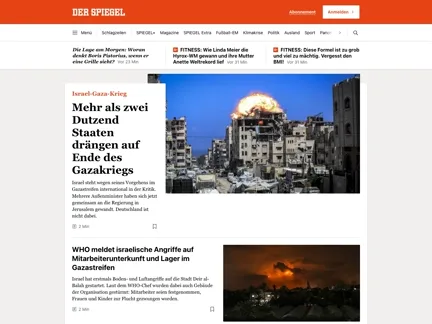 DER SPIEGEL
Abonnement
Anmelden
Menü Schlagzeilen SPIEGEL+ Magazine SPIEGEL Extra Fußball-EM Klimakrise Politik Ausland Sport
Die Lage am Morgen: Woran denkt Boris Pistorius, wenn er eine Grille sieht? Vor 23 Min
FITNESS: Wie Linda Meier die Hyrox-WM gewann und ihre Mutter Anette Weltrekord lief Vor 31 Min
FITNESS: Diese Formel ist zu grob und viel zu mächtig. Vergesst den BMI! Vor 31 Min
Israel-Gaza-Krieg
Mehr als zwei
Dutzend
Staaten
drängen auf
Ende des
Gazakriegs
Israel steht wegen seines Vorgehens im
Gazastreifen international in der Kritik.
Mehrere Außenminister haben sich jetzt
gemeinsam an die Regierung in
Jerusalem gewandt. Deutschland ist
nicht dabei.
2 Min
WHO meldet israelische Angriffe auf
Mitarbeiterunterkunft und Lager im
Gazastreifen
Israel hat erstmals Boden- und Luftangriffe auf die Stadt Deir al-
Balah gestartet. Laut dem WHO-Chef wurden dabei auch Gebäude
der Organisation gestürmt: Mitarbeiter seien festgenommen,
Frauen und Kinder zur Flucht gezwungen worden.
2 Min